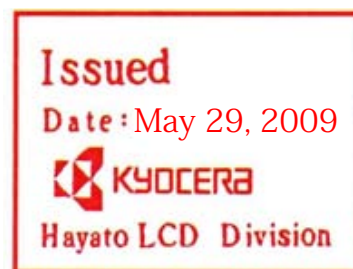 Issued
Date: May 29, 2009
KYOCERA
Hayato LCD Division